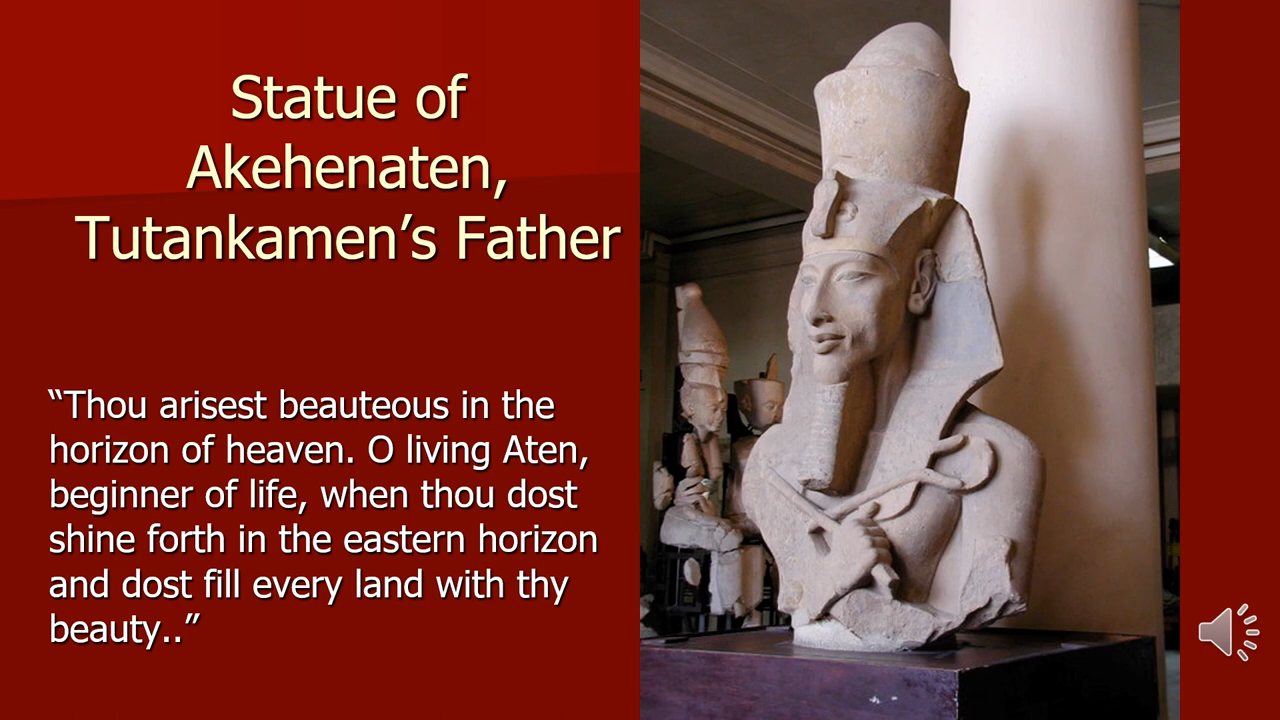 Statue of
Akehenaten,
Tutankamen’s Father
“Thou arisest beauteous in the
horizon of heaven. O living Aten,
beginner of life, when thou dost
shine forth in the eastern horizon
and dost fill every land with thy
beauty..”